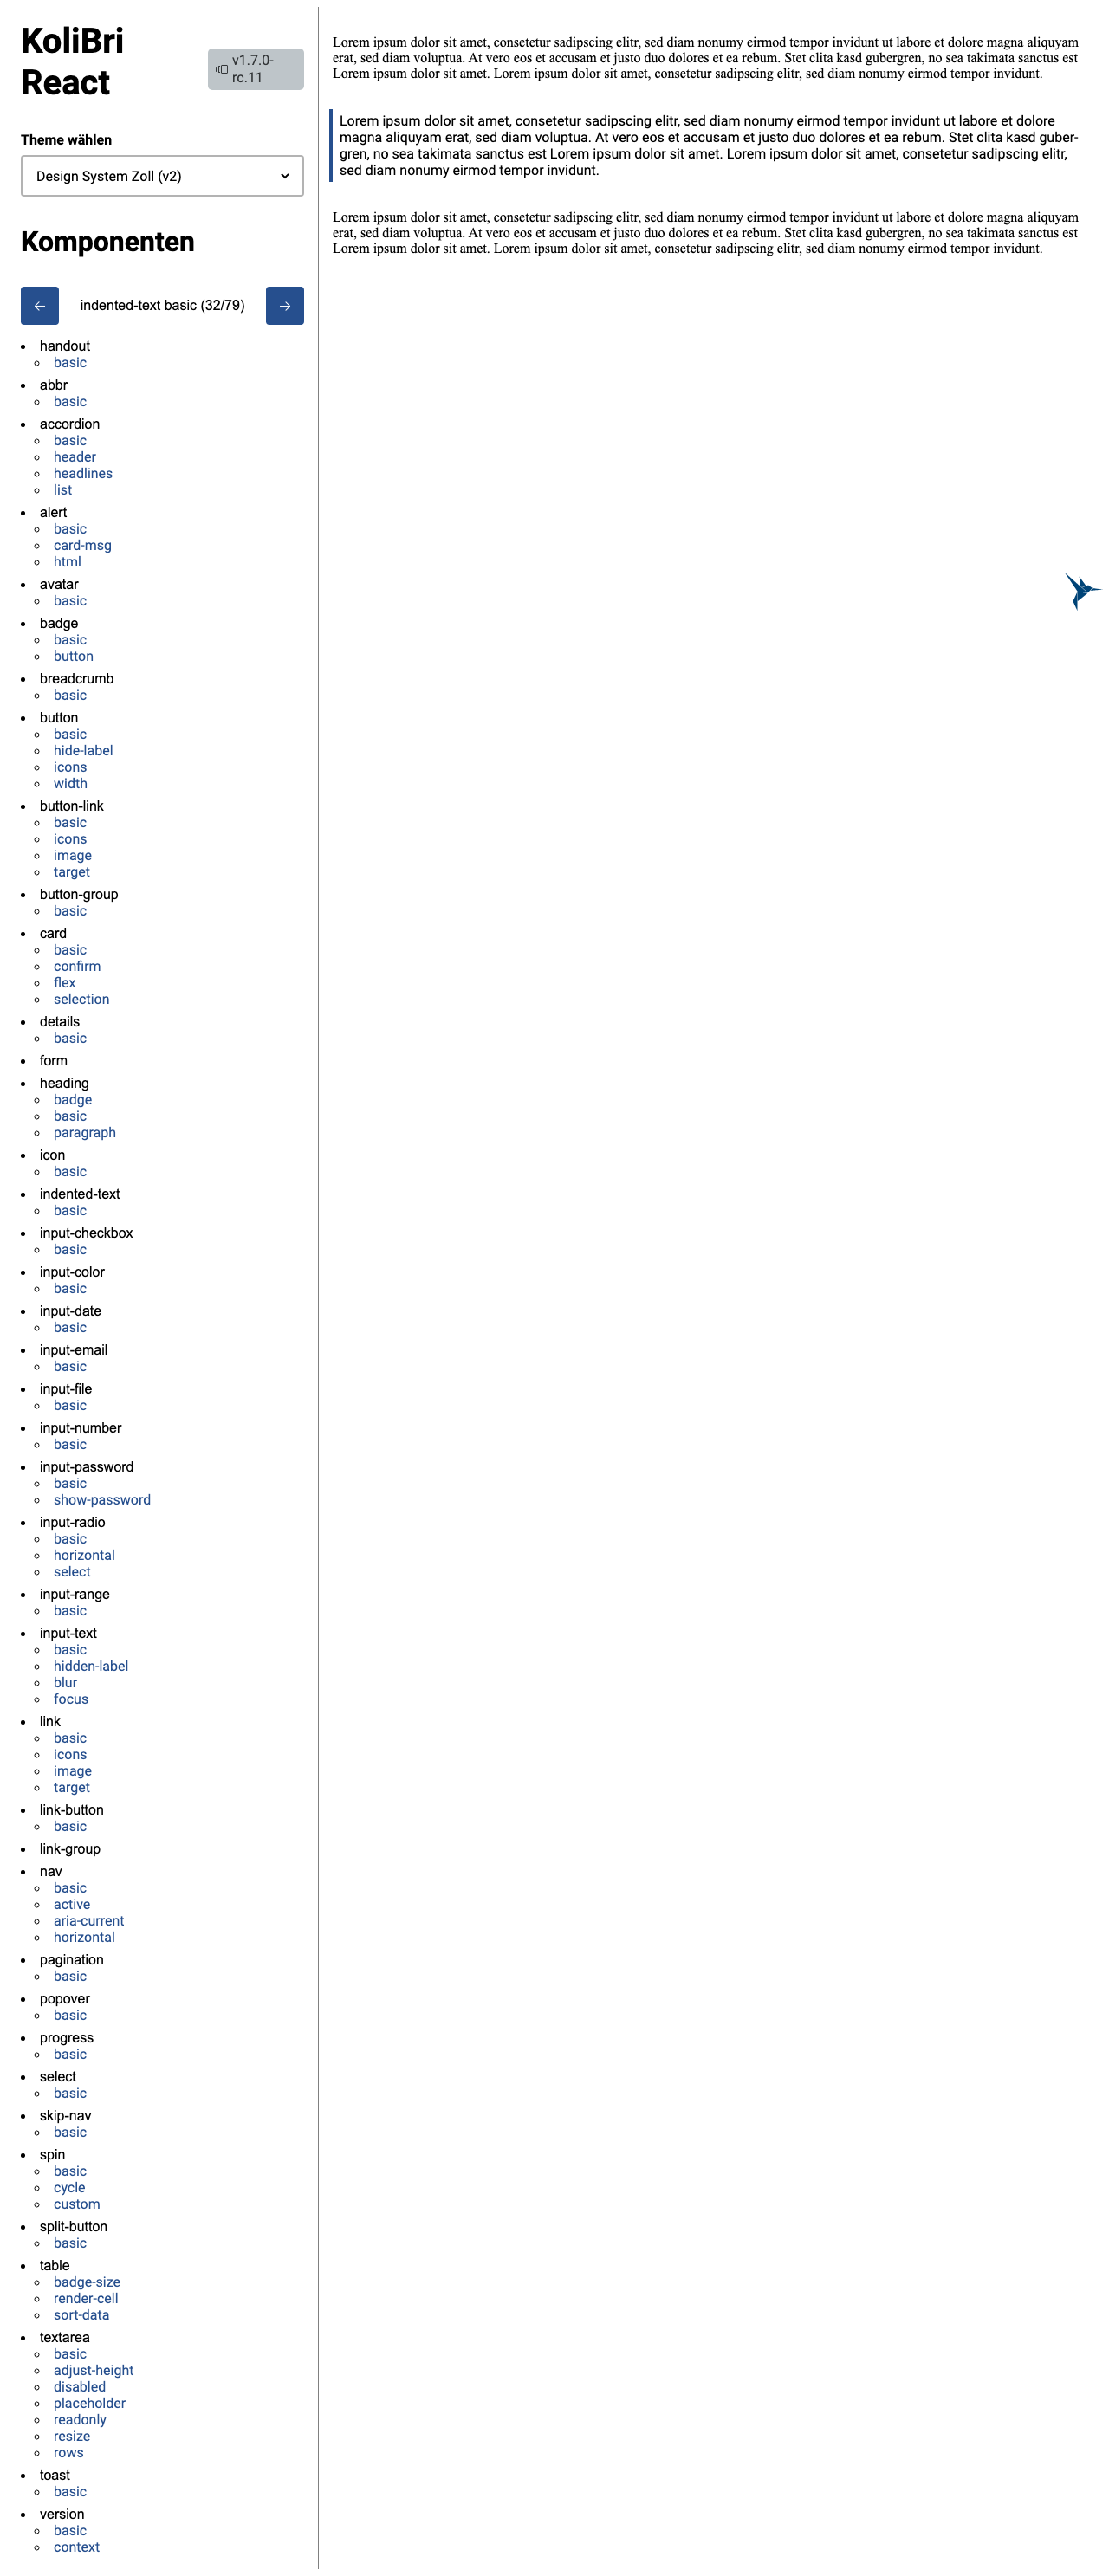 KoliBri
React
v1.7.0-
rc.11
Theme wählen
Design System Zoll (v2)
Komponenten
← indented-text basic (32/79) →
handout
basic
abbr
basic
accordion
basic
header
headlines
list
alert
basic
card-msg
html
avatar
basic
badge
basic
button
breadcrumb
basic
button
basic
hide-label
icons
width
button-link
basic
icons
image
target
button-group
basic
card
basic
confirm
flex
selection
details
basic
form
heading
badge
basic
paragraph
icon
basic
indented-text
basic
input-checkbox
basic
input-color
basic
input-date
basic
input-email
basic
input-file
basic
input-number
basic
input-password
basic
show-password
input-radio
basic
horizontal
select
input-range
basic
input-text
basic
hidden-label
blur
focus
link
basic
icons
image
target
link-button
basic
link-group
nav
basic
active
aria-current
horizontal
pagination
basic
popover
basic
progress
basic
select
basic
skip-nav
basic
spin
basic
cycle
custom
split-button
basic
table
badge-size
render-cell
sort-data
textarea
basic
adjust-height
disabled
placeholder
readonly
resize
rows
toast
basic
version
basic
context
Lorem ipsum dolor sit amet, consetetur sadipscing elitr, sed diam nonumy eirmod tempor invidunt ut labore et dolore magna aliquyam
erat, sed diam voluptua. At vero eos et accusam et justo duo dolores et ea rebum. Stet clita kasd gubergren, no sea takimata sanctus est
Lorem ipsum dolor sit amet. Lorem ipsum dolor sit amet, consetetur sadipscing elitr, sed diam nonumy eirmod tempor invidunt.
Lorem ipsum dolor sit amet, consetetur sadipscing elitr, sed diam nonumy eirmod tempor invidunt ut labore et dolore
magna aliquyam erat, sed diam voluptua. At vero eos et accusam et justo duo dolores et ea rebum. Stet clita kasd guber-
gren, no sea takimata sanctus est Lorem ipsum dolor sit amet. Lorem ipsum dolor sit amet, consetetur sadipscing elitr,
sed diam nonumy eirmod tempor invidunt.
Lorem ipsum dolor sit amet, consetetur sadipscing elitr, sed diam nonumy eirmod tempor invidunt ut labore et dolore magna aliquyam
erat, sed diam voluptua. At vero eos et accusam et justo duo dolores et ea rebum. Stet clita kasd gubergren, no sea takimata sanctus est
Lorem ipsum dolor sit amet. Lorem ipsum dolor sit amet, consetetur sadipscing elitr, sed diam nonumy eirmod tempor invidunt.